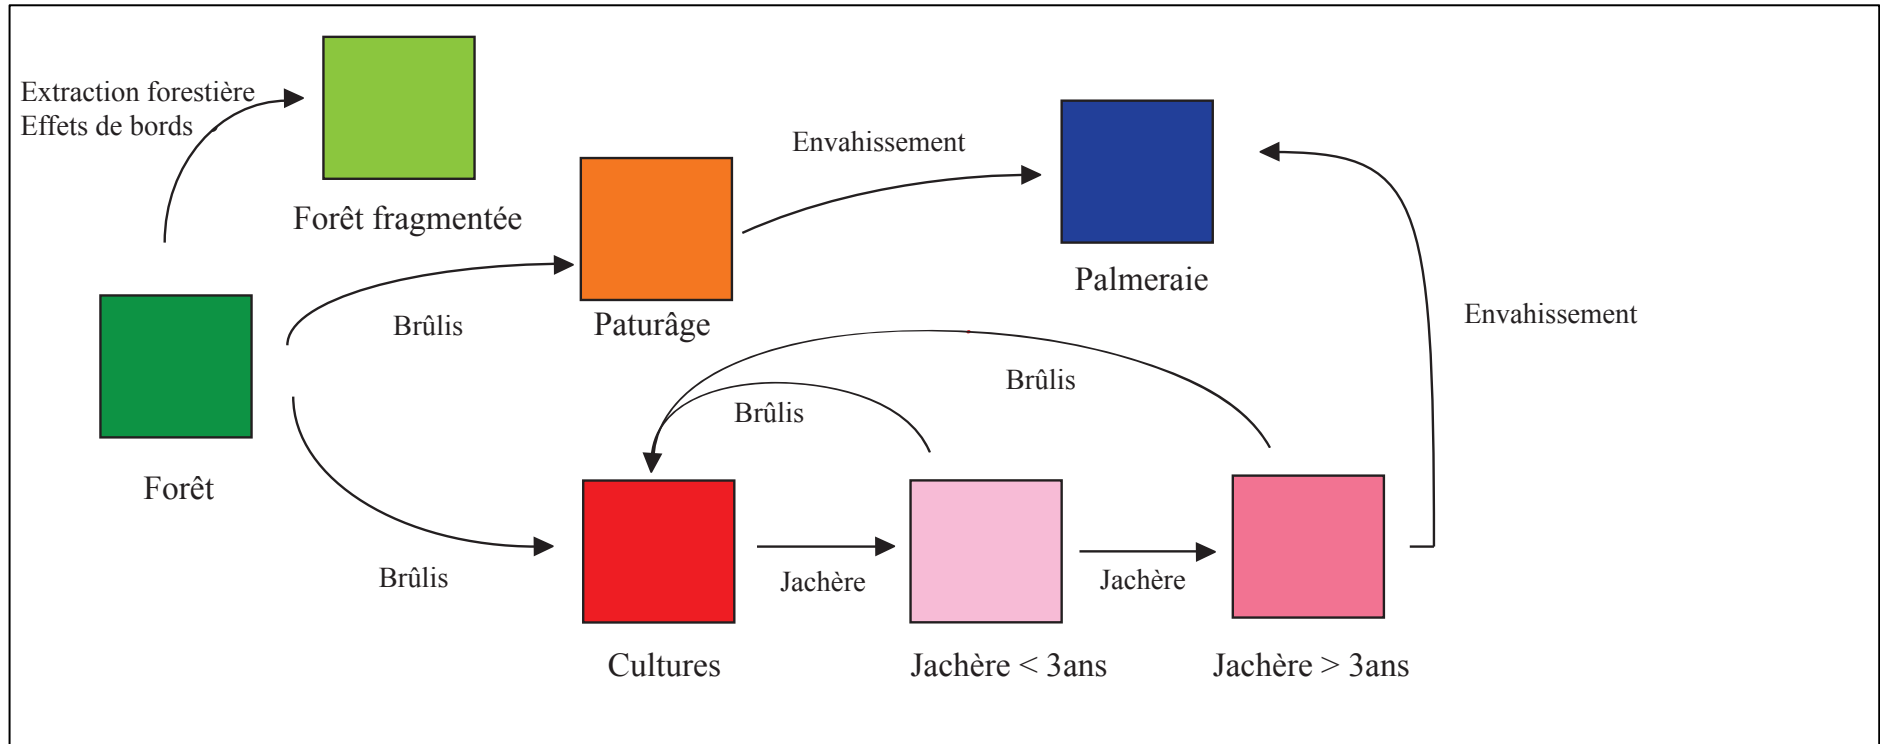 Extraction forestière
Effets de bords
Forêt fragmentée
Envahissement
Palmeraie
Brûlis
Paturâge
Envahissement
Brûlis
Brûlis
Forêt
Brûlis
Jachère
Jachère
Cultures
Jachère < 3ans
Jachère > 3ans